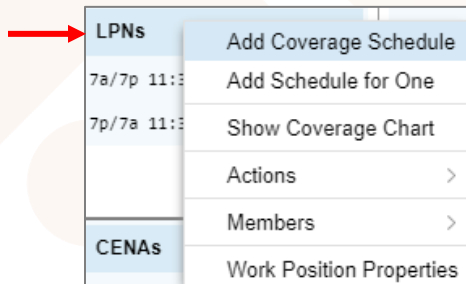 LPNs
7a/7p 11:3
7p/7a 11:3
CENAs
Add Coverage Schedule
Add Schedule for One
Show Coverage Chart
Actions
Members
Work Position Properties